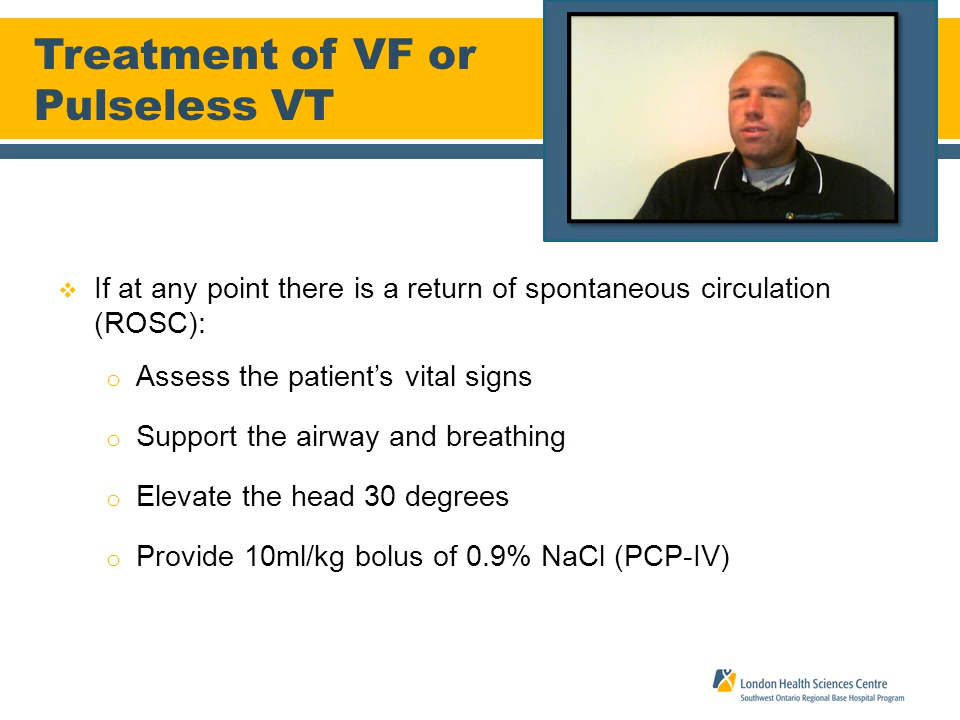 Treatment of VF or
Pulseless VT
❖ If at any point there is a return of spontaneous circulation
(ROSC):
o Assess the patient’s vital signs
o Support the airway and breathing
o Elevate the head 30 degrees
o Provide 10ml/kg bolus of 0.9% NaCl (PCP-IV)
London Health Sciences Centre
Southwest Ontario Regional Base Hospital Program